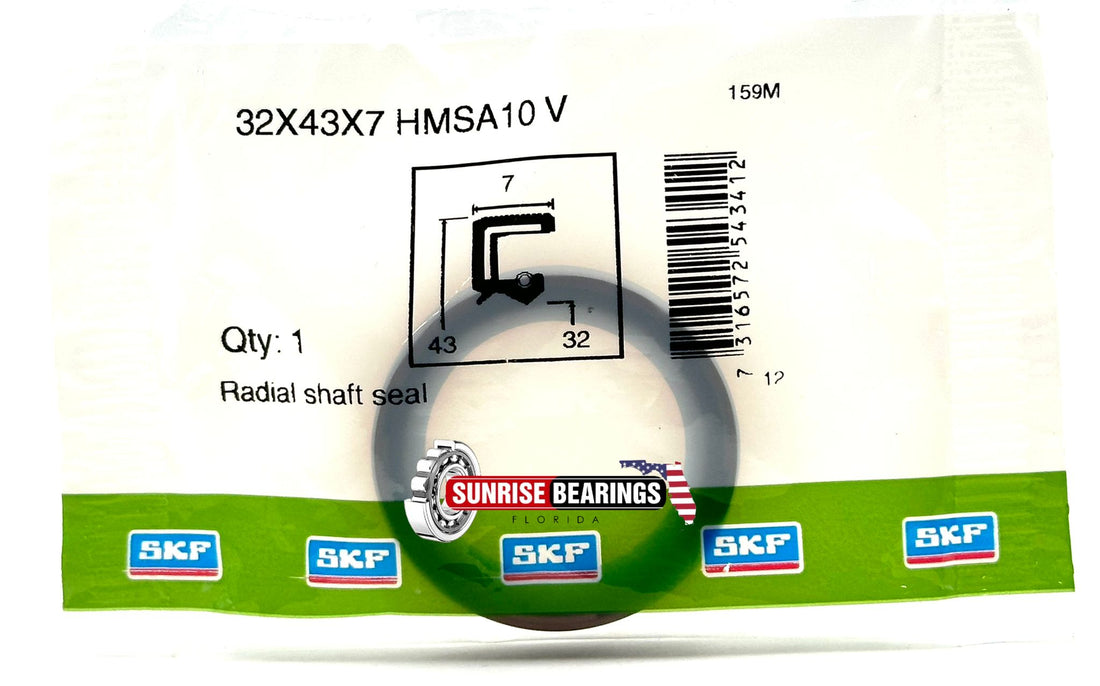 32X43X7 HMSA10 V
159M
7
43
32
7 316572 543412
12
Qty: 1
Radial shaft seal
SUNRISE BEARINGS
FLORIDA
SKF
SKF
SKF
SKF
SKF